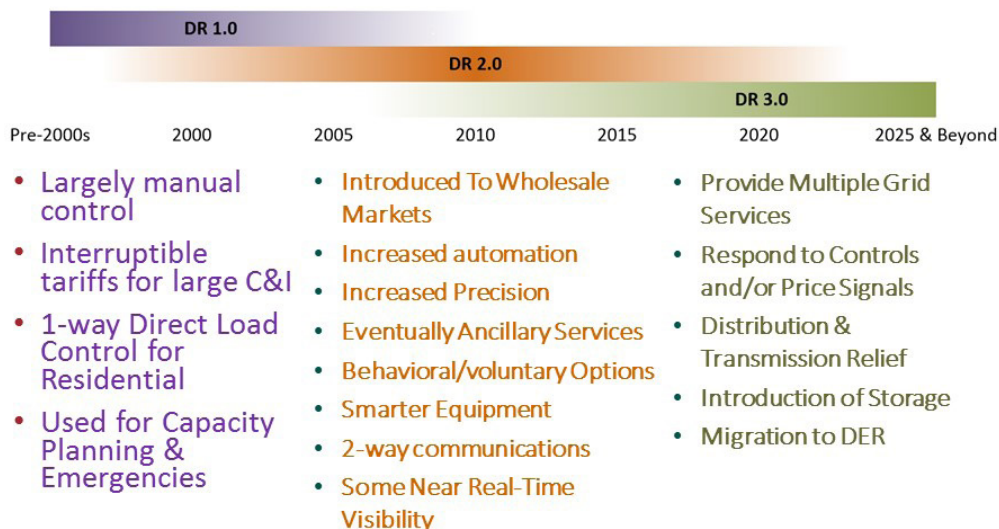 DR 1.0
DR 2.0
DR 3.0
Pre-2000s 2000 2005 2010 2015 2020 2025 & Beyond
• Largely manual
control
• Interruptible
tariffs for large C&I
• 1-way Direct Load
Control for
Residential
• Used for Capacity
Planning &
Emergencies
• Introduced To Wholesale
Markets
• Increased automation
• Increased Precision
• Eventually Ancillary Services
• Behavioral/voluntary Options
• Smarter Equipment
• 2-way communications
• Some Near Real-Time
Visibility
• Provide Multiple Grid
Services
• Respond to Controls
and/or Price Signals
• Distribution &
Transmission Relief
• Introduction of Storage
• Migration to DER